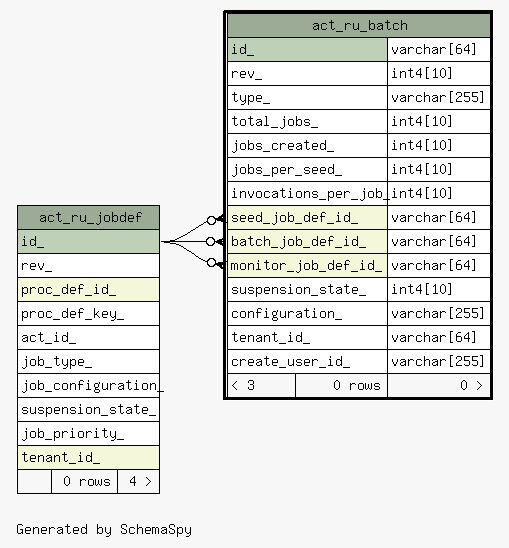 act_ru_batch
id_ varchar[64]
rev_ int4[10]
type_ varchar[255]
total_jobs_ int4[10]
jobs_created_ int4[10]
jobs_per_seed_ int4[10]
invocations_per_job_ int4[10]
seed_job_def_id_ varchar[64]
batch_job_def_id_ varchar[64]
monitor_job_def_id_ varchar[64]
suspension_state_ int4[10]
configuration_ varchar[255]
tenant_id_ varchar[64]
create_user_id_ varchar[255]
< 3 0 rows 0 >
act_ru_jobdef
id_
rev_
proc_def_id_
proc_def_key_
act_id_
job_type_
job_configuration_
suspension_state_
job_priority_
tenant_id_
0 rows 4 >
Generated by SchemaSpy